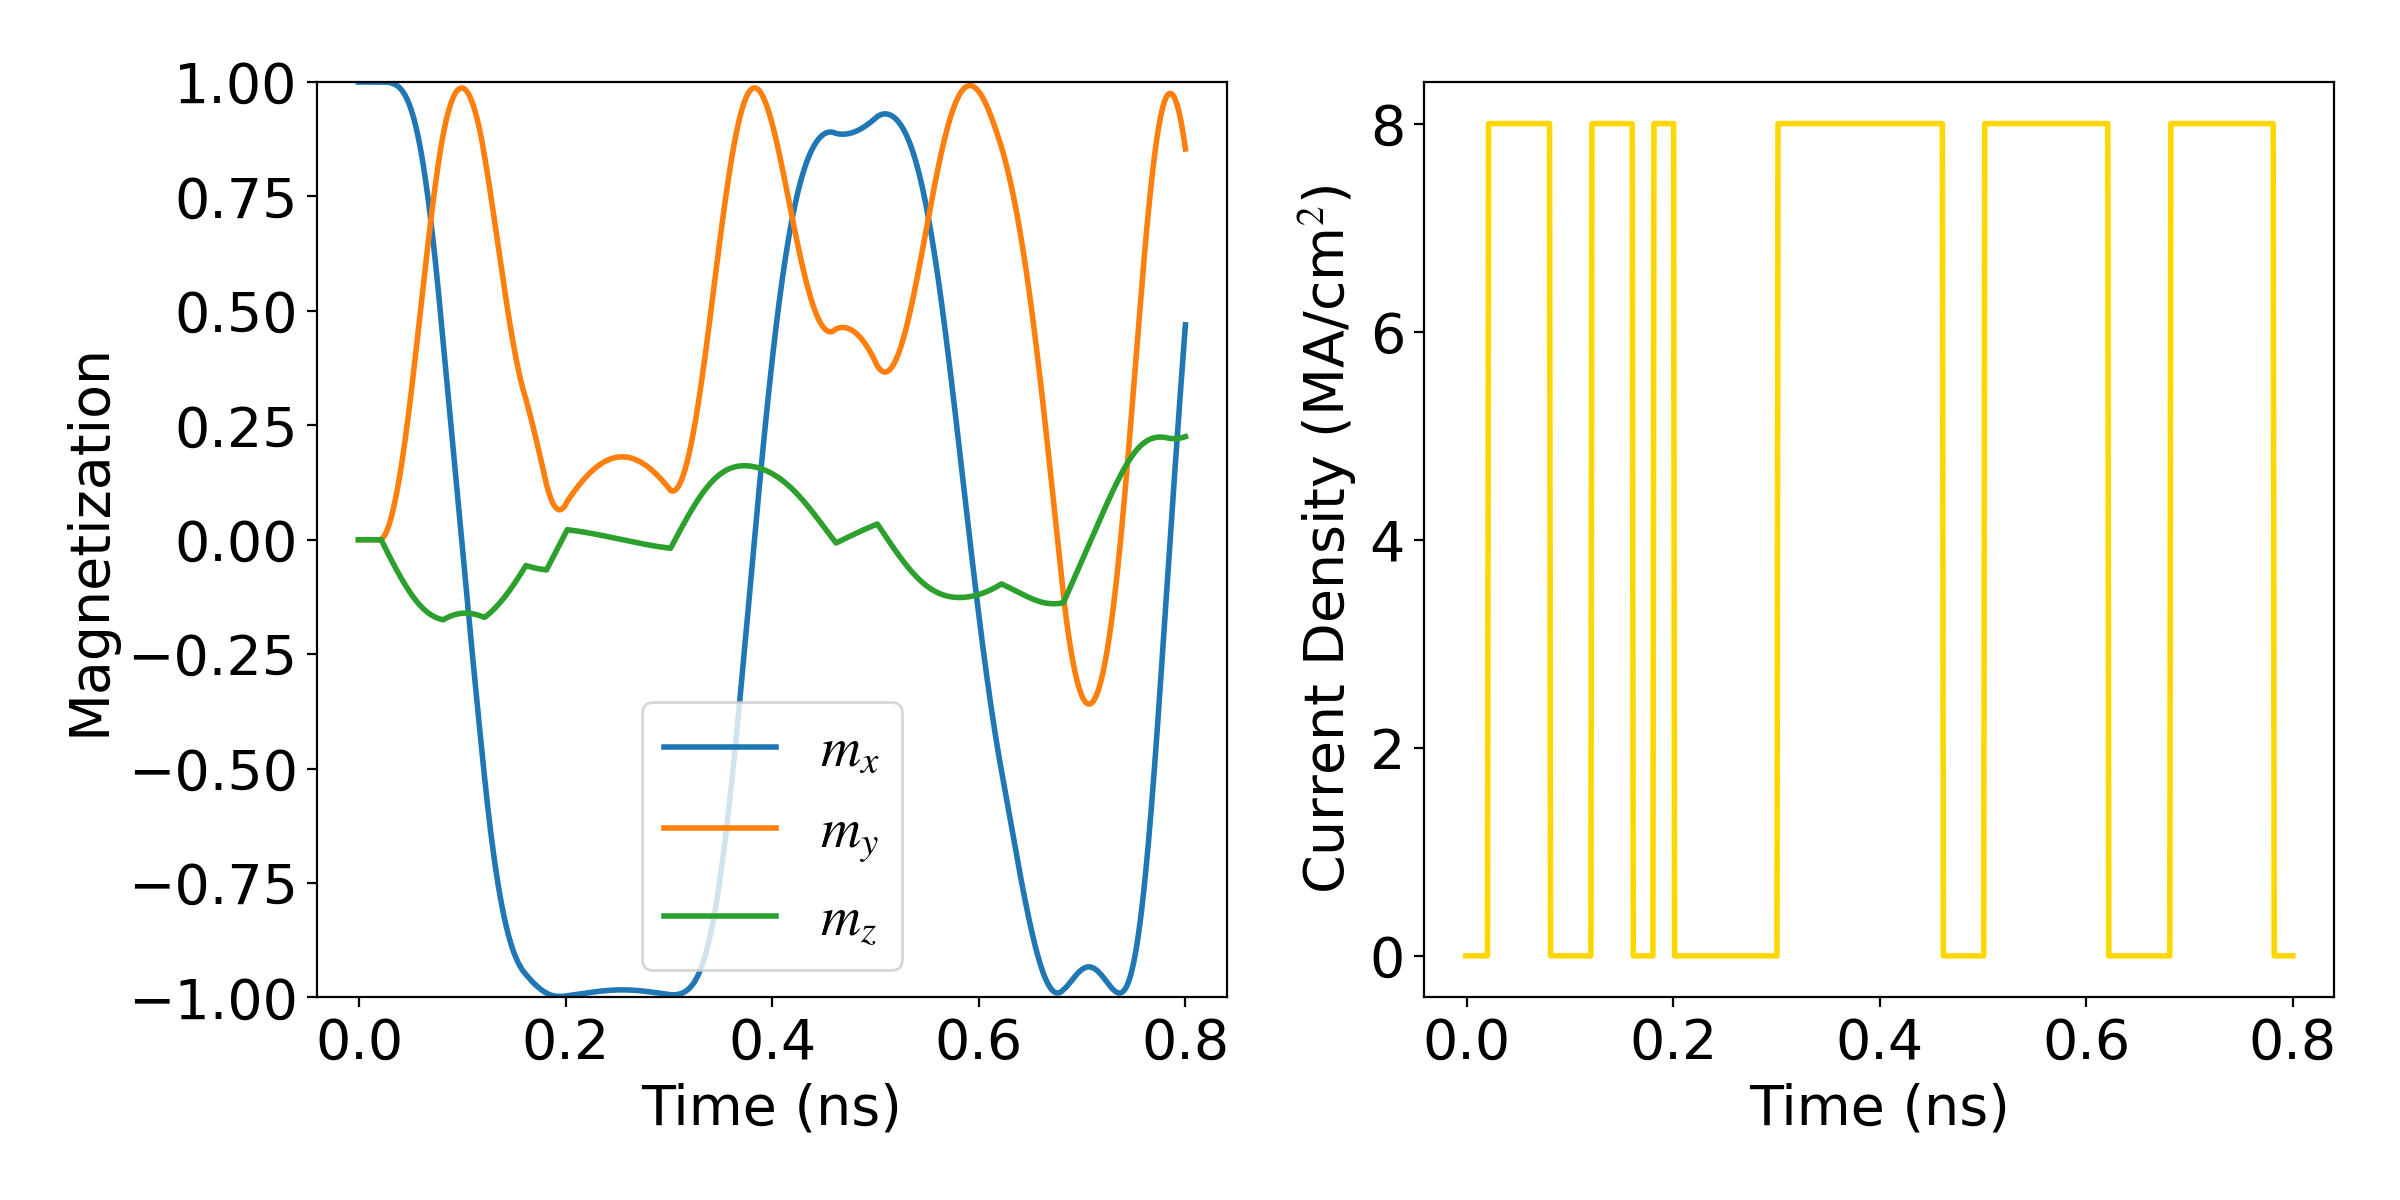 Magnetization
1.00
0.75
0.50
0.25
0.00
−0.25
−0.50
−0.75
−1.00
m_x
m_y
m_z
0.0 0.2 0.4 0.6 0.8
Time (ns)
Current Density (MA/cm²)
8
6
4
2
0
0.0 0.2 0.4 0.6 0.8
Time (ns)